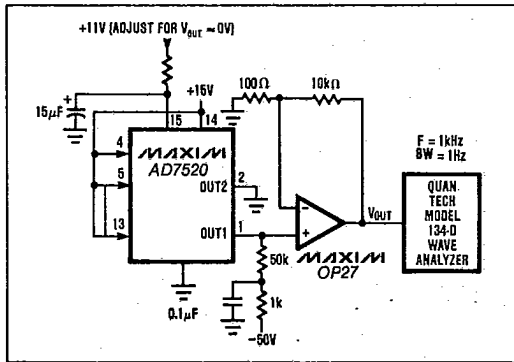 +11V (ADJUST FOR VOUT ≈ 0V)
+15V
100Ω
10kΩ
15µF
15
14
4
5
13
MAXIM
AD7520
OUT2
2
OUT1
1
F = 1kHz
BW = 1Hz
VOUT
QUAN-
TECH
MODEL
134-D
WAVE
ANALYZER
MAXIM
OP27
50k
0.1µF
1k
-50V